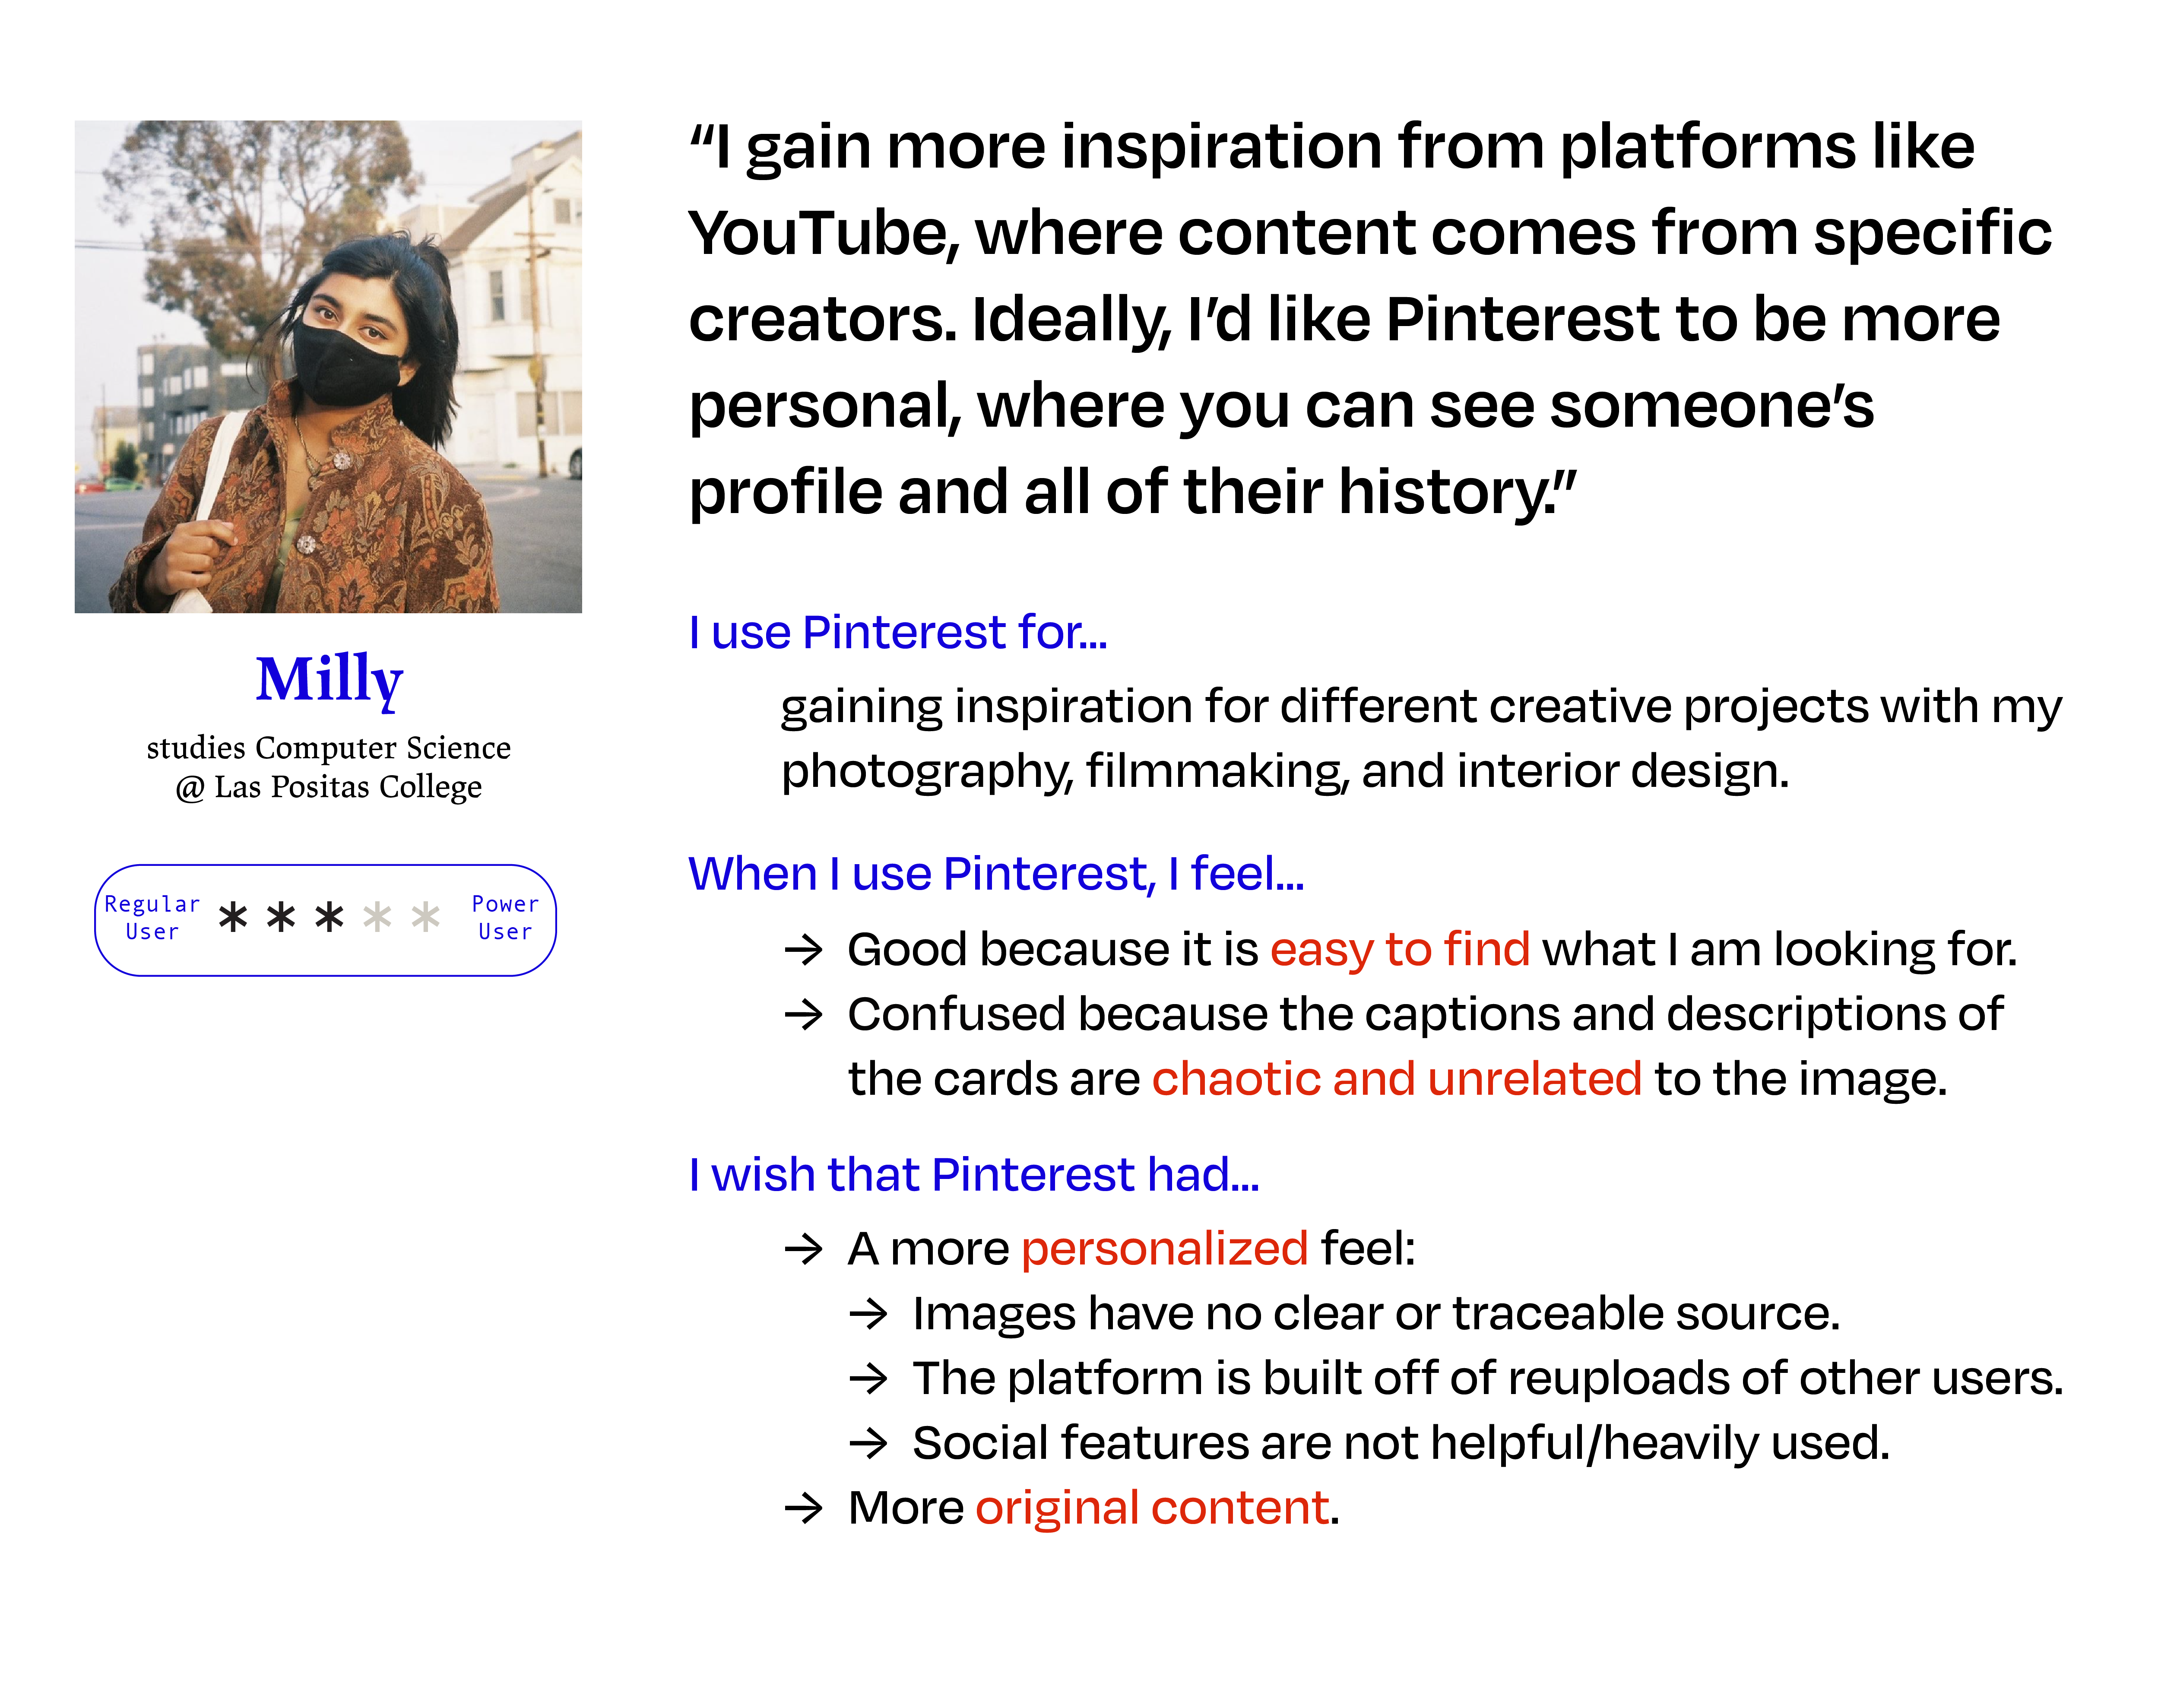 “I gain more inspiration from platforms like
YouTube, where content comes from specific
creators. Ideally, I’d like Pinterest to be more
personal, where you can see someone’s
profile and all of their history.”
Milly
studies Computer Science
@ Las Positas College
Regular
User
* * * * *
Power
User
I use Pinterest for...
gaining inspiration for different creative projects with my
photography, filmmaking, and interior design.
When I use Pinterest, I feel...
→ Good because it is easy to find what I am looking for.
→ Confused because the captions and descriptions of
the cards are chaotic and unrelated to the image.
I wish that Pinterest had...
→ A more personalized feel:
→ Images have no clear or traceable source.
→ The platform is built off of reuploads of other users.
→ Social features are not helpful/heavily used.
→ More original content.